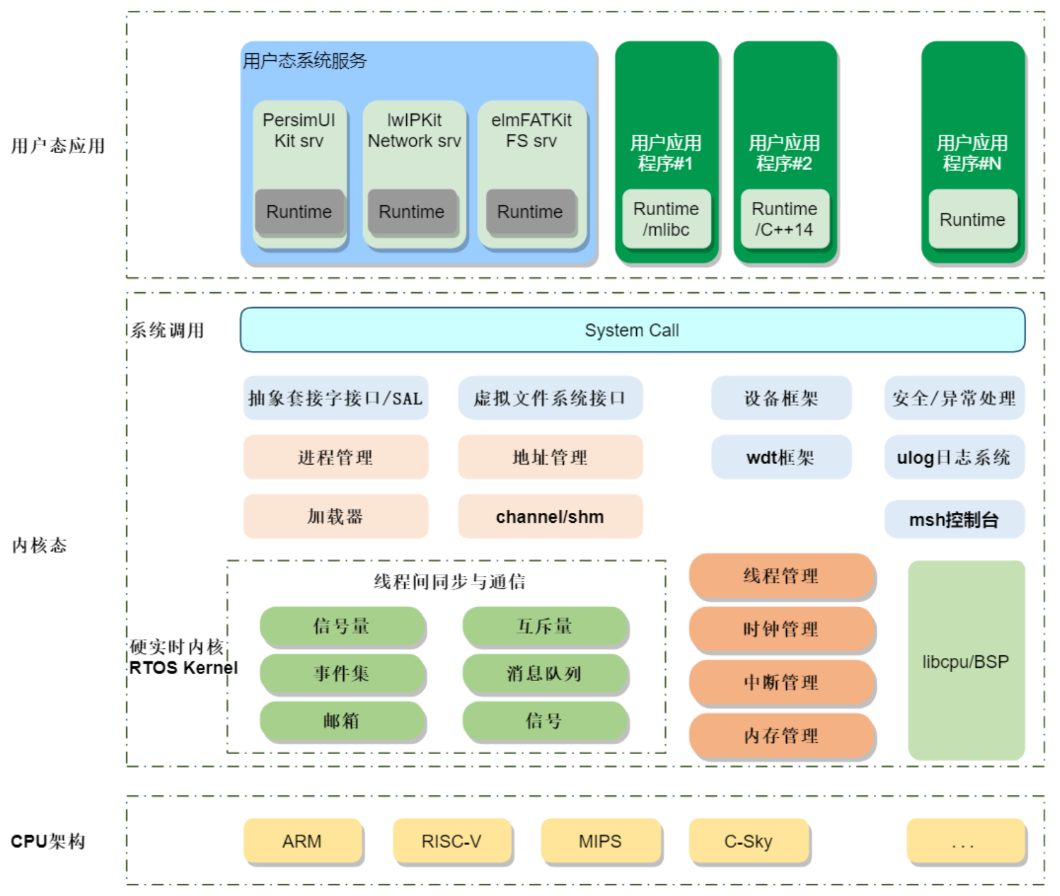 用户态应用
用户态系统服务
PersimUI
Kit srv
Runtime
lwIPKit
Network srv
Runtime
elmFATKit
FS srv
Runtime
用户应用
程序#1
Runtime
/mlibc
用户应用
程序#2
Runtime
/C++14
用户应用
程序#N
Runtime
内核态
系统调用
System Call
抽象套接字接口/SAL
虚拟文件系统接口
设备框架
安全/异常处理
进程管理
地址管理
wdt框架
ulog日志系统
加载器
channel/shm
msh控制台
硬实时内核
RTOS Kernel
线程间同步与通信
信号量
互斥量
事件集
消息队列
邮箱
信号
线程管理
时钟管理
中断管理
内存管理
libcpu/BSP
CPU架构
ARM
RISC-V
MIPS
C-Sky
...